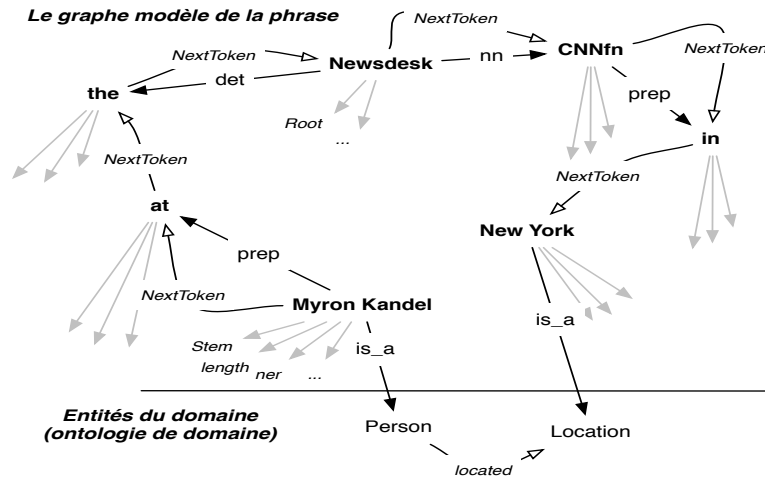 Le graphe modèle de la phrase
NextToken
NextToken
Newsdesk
nn
CNNfn
NextToken
det
the
prep
Root
...
in
NextToken
NextToken
at
New York
prep
NextToken
Myron Kandel
is_a
Stem
is_a
length
ner
...
Entités du domaine
(ontologie de domaine)
Person
Location
located